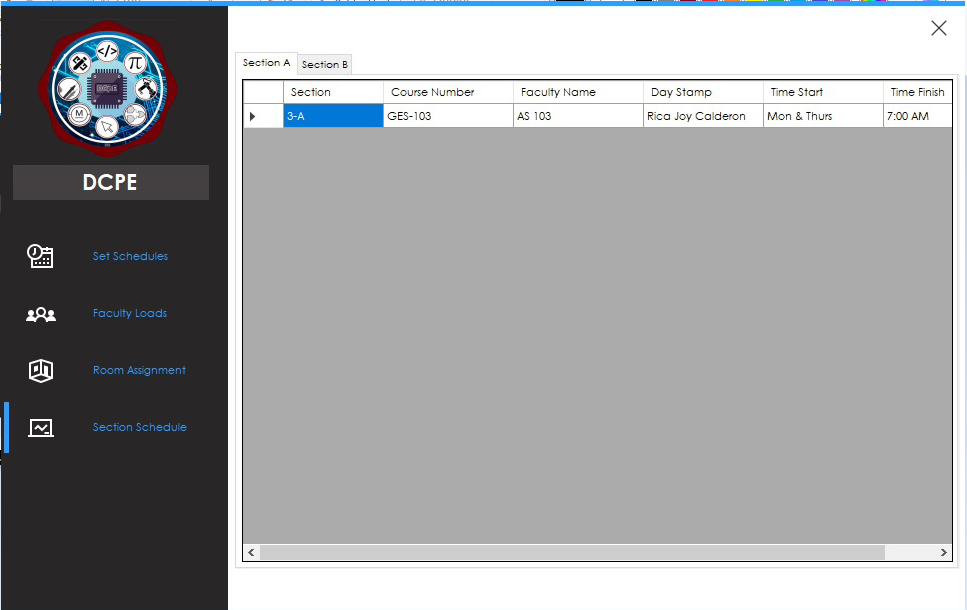 </>
π
DCPE
M
DCPE
Set Schedules
Faculty Loads
Room Assignment
Section Schedule
Section A Section B
Section Course Number Faculty Name Day Stamp Time Start Time Finish
3-A GES-103 AS 103 Rica Joy Calderon Mon & Thurs 7:00 AM